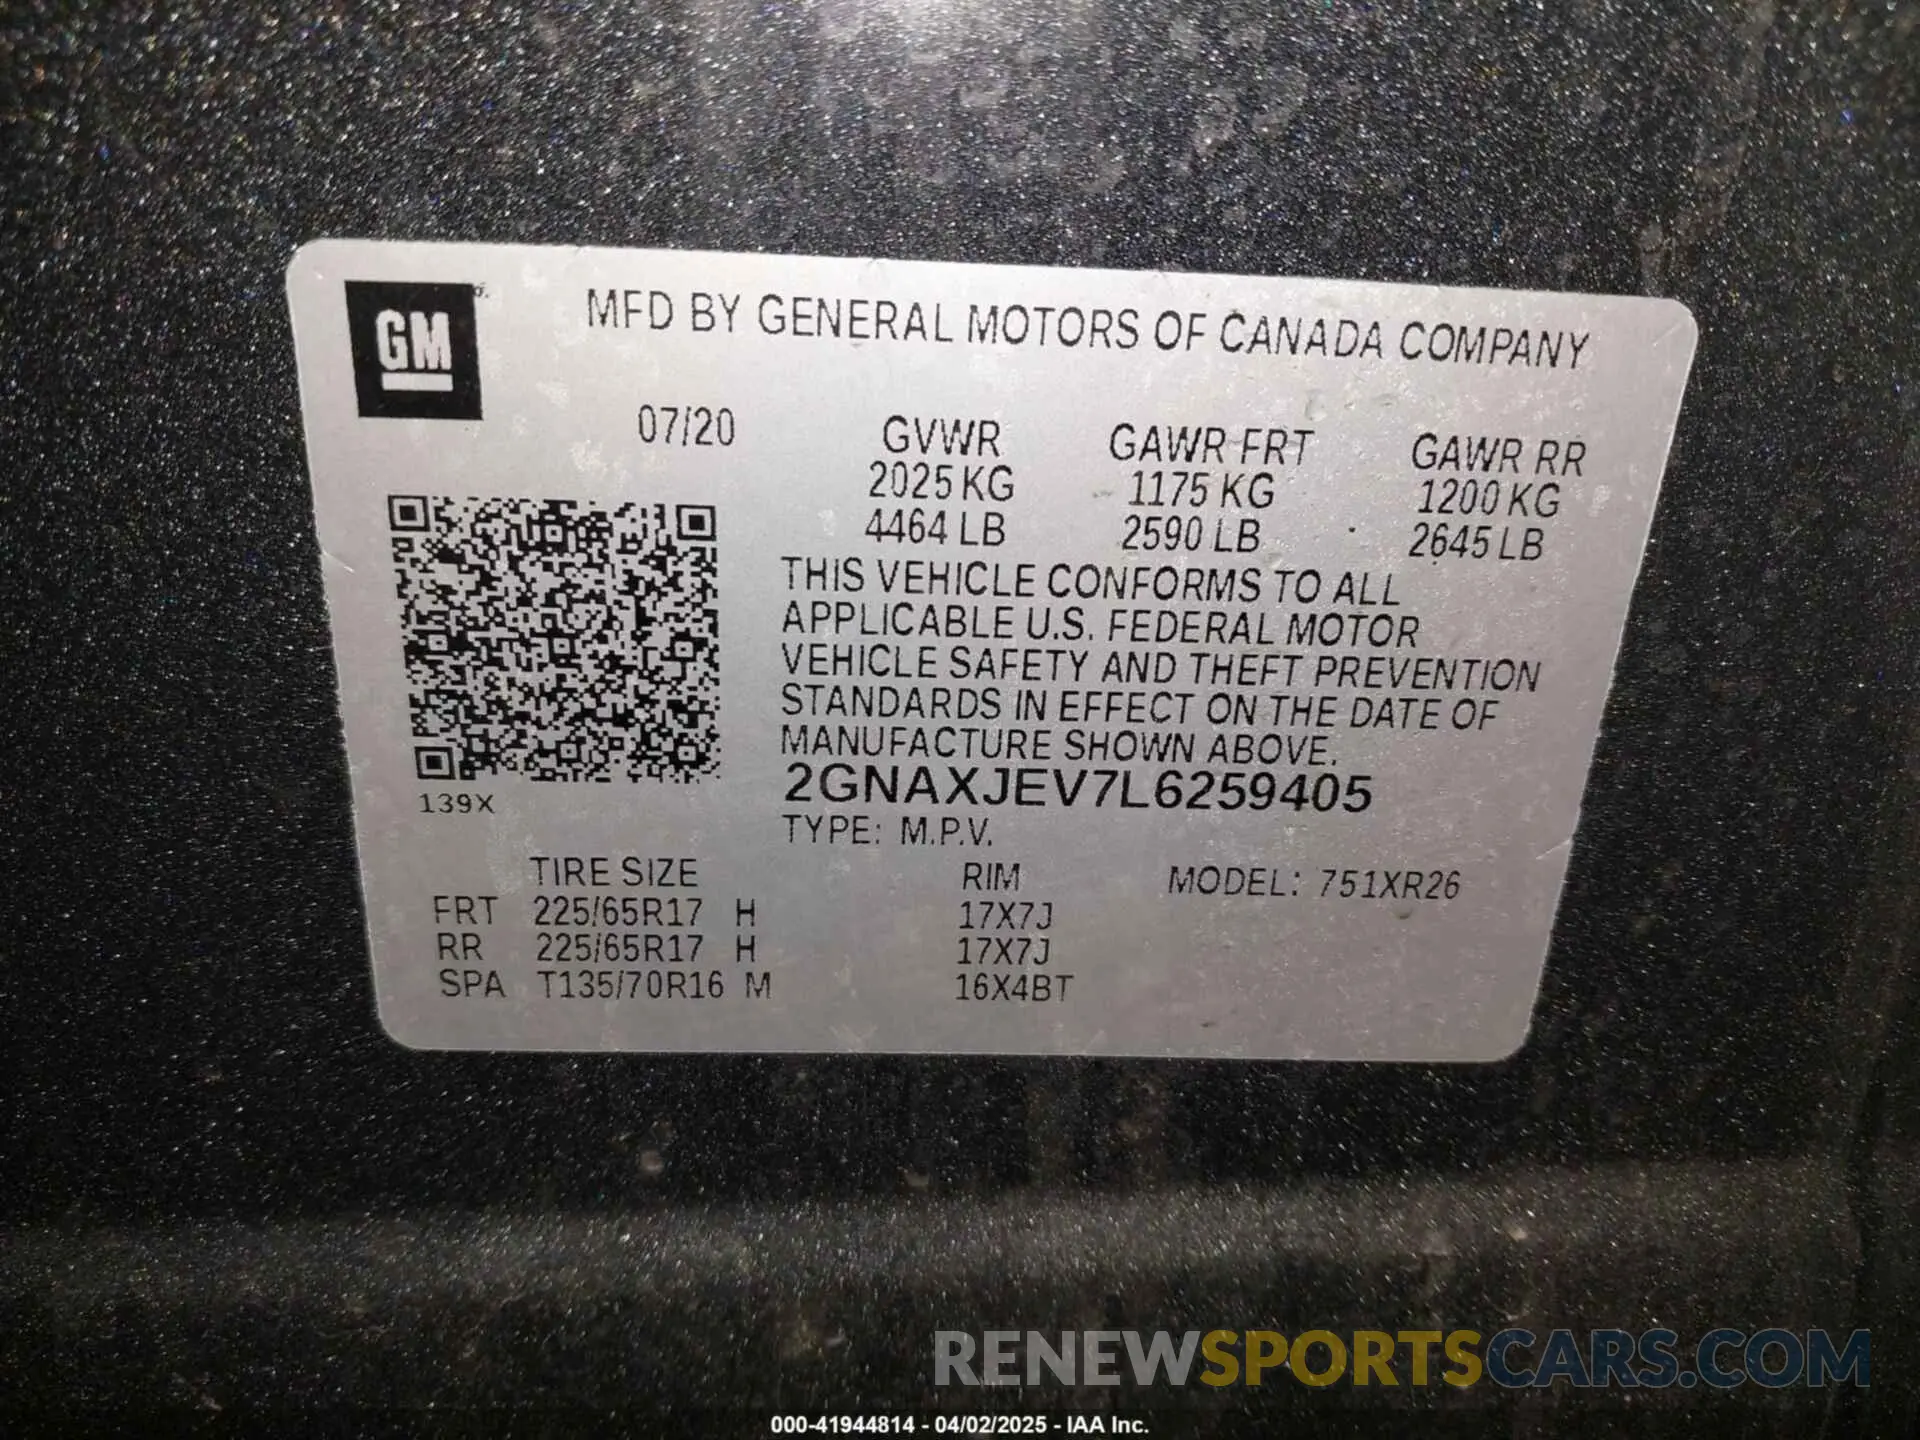 GM
MFD BY GENERAL MOTORS OF CANADA COMPANY
07/20 GVWR GAWR FRT GAWR RR
2025 KG 1175 KG 1200 KG
4464 LB 2590 LB 2645 LB
THIS VEHICLE CONFORMS TO ALL
APPLICABLE U.S. FEDERAL MOTOR
VEHICLE SAFETY AND THEFT PREVENTION
STANDARDS IN EFFECT ON THE DATE OF
MANUFACTURE SHOWN ABOVE.
2GNAXJEV7L6259405
139X
TYPE: M.P.V.
TIRE SIZE RIM MODEL: 751XR26
FRT 225/65R17 H 17X7J
RR 225/65R17 H 17X7J
SPA T135/70R16 M 16X4BT
RENEWSPORTSCARS.COM
000-41944814 - 04/02/2025 - IAA Inc.